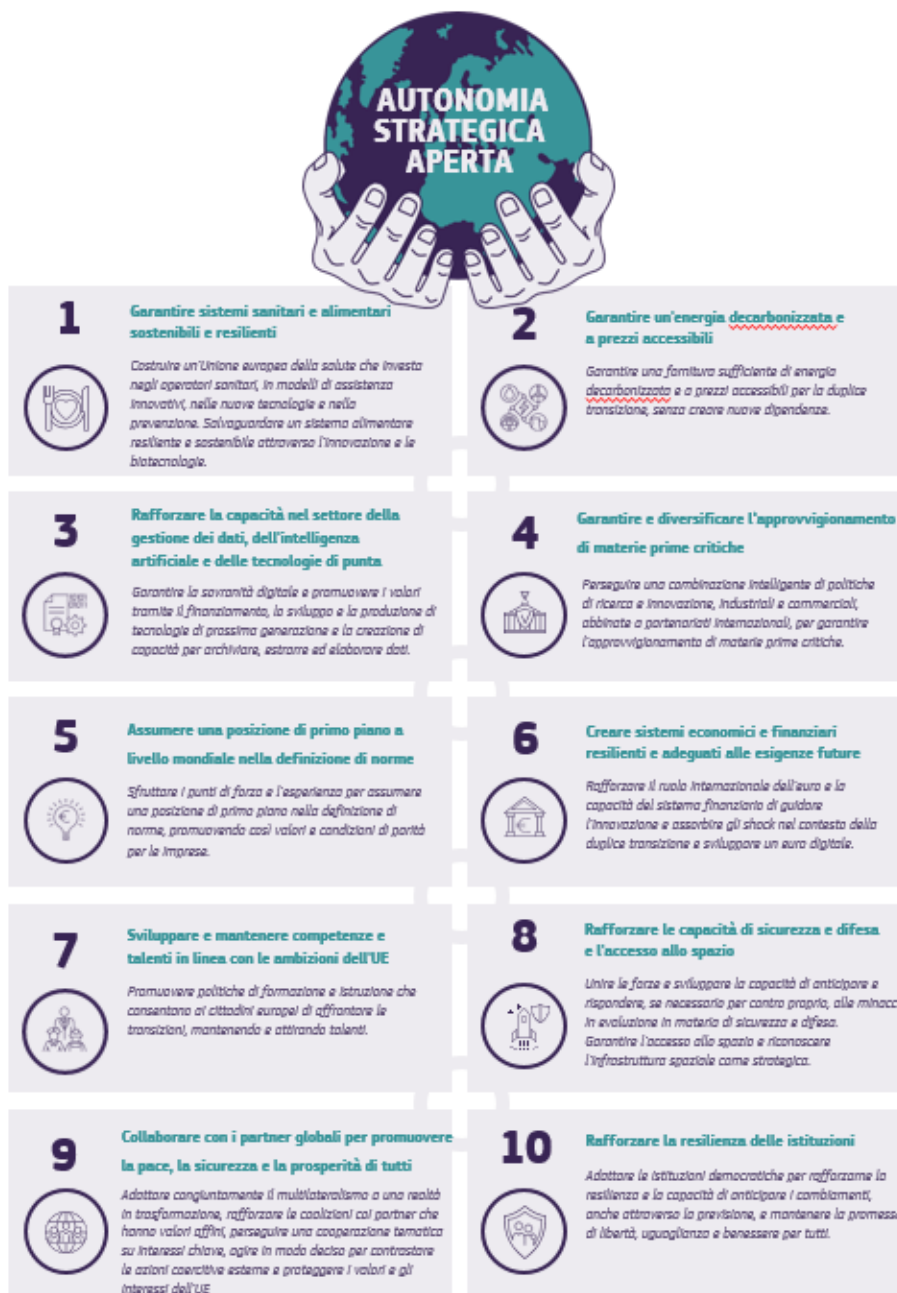 AUTONOMIA
STRATEGICA
APERTA
1
Garantire sistemi sanitari e alimentari
sostenibili e resilienti
Costruire un'Unione europea della salute che investa
negli operatori sanitari, in modelli di assistenza
innovativi, nelle nuove tecnologie e nella
prevenzione. Salvaguardare un sistema alimentare
resiliente e sostenibile attraverso l'innovazione e le
biotecnologie.
2
Garantire un'energia decarbonizzata e
a prezzi accessibili
Garantire una fornitura sufficiente di energia
decarbonizzata e a prezzi accessibili per la duplice
transizione, senza creare nuove dipendenze.
3
Rafforzare la capacità nel settore della
gestione dei dati, dell'intelligenza
artificiale e delle tecnologie di punta
Garantire la sovranità digitale e promuovere i valori
tramite il finanziamento, lo sviluppo e la produzione di
tecnologie di prossima generazione e la creazione di
capacità per archiviare, estrarre ed elaborare dati.
4
Garantire e diversificare l'approvvigionamento
di materie prime critiche
Perseguire una combinazione intelligente di politiche
di ricerca e innovazione, industriali e commerciali,
abbinate a partenariati internazionali, per garantire
l'approvvigionamento di materie prime critiche.
5
Assumere una posizione di primo piano a
livello mondiale nella definizione di norme
Sfruttare i punti di forza e l'esperienza per assumere
una posizione di primo piano nella definizione di
norme, promuovendo così valori e condizioni di parità
per le imprese.
6
Creare sistemi economici e finanziari
resilienti e adeguati alle esigenze future
Rafforzare il ruolo internazionale dell'euro e la
capacità del sistema finanziario di guidare
l'innovazione e assorbire gli shock nel contesto della
duplice transizione e sviluppare un euro digitale.
7
Sviluppare e mantenere competenze e
talenti in linea con le ambizioni dell'UE
Promuovere politiche di formazione e istruzione che
consentano ai cittadini europei di affrontare le
transizioni, mantenendo e attirando talenti.
8
Rafforzare le capacità di sicurezza e difesa
e l'accesso allo spazio
Unire le forze e sviluppare la capacità di anticipare e
rispondere, se necessario per contro proprio, alle minacc
in evoluzione in materia di sicurezza e difesa.
Garantire l'accesso allo spazio e riconoscere
l'infrastruttura spaziale come strategica.
9
Collaborare con i partner globali per promuovere
la pace, la sicurezza e la prosperità di tutti
Adattare congiuntamente il multilateralismo a una realtà
in trasformazione, rafforzare le coalizioni coi partner che
hanno valori affini, perseguire una cooperazione tematica
su interessi chiave, agire in modo deciso per contrastare
le azioni coercitive esterne e proteggere i valori e gli
interessi dell'UE
10
Rafforzare la resilienza delle istituzioni
Adattare le istituzioni democratiche per rafforzarne la
resilienza e la capacità di anticipare i cambiamenti,
anche attraverso la previsione, e mantenere la promessa
di libertà, uguaglianza e benessere per tutti.